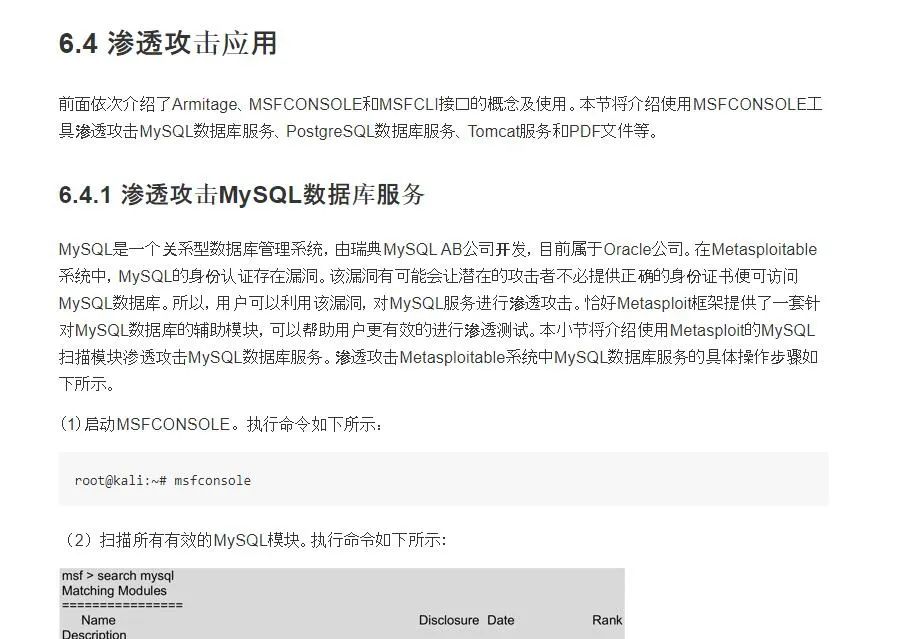 6.4 渗透攻击应用
前面依次介绍了Armitage、MSFCONSOLE和MSFCLI接口的概念及使用。本节将介绍使用MSFCONSOLE工
具渗透攻击MySQL数据库服务、PostgreSQL数据库服务、Tomcat服务和PDF文件等。
6.4.1 渗透攻击MySQL数据库服务
MySQL是一个关系型数据库管理系统，由瑞典MySQL AB公司开发，目前属于Oracle公司。在Metasploitable
系统中，MySQL的身份认证存在漏洞。该漏洞有可能会让潜在的攻击者不必提供正确的身份证书便可访问
MySQL数据库。所以，用户可以利用该漏洞，对MySQL服务进行渗透攻击。恰好Metasploit框架提供了一套针
对MySQL数据库的辅助模块，可以帮助用户更有效的进行渗透测试。本小节将介绍使用Metasploit的MySQL
扫描模块渗透攻击MySQL数据库服务。渗透攻击Metasploitable系统中MySQL数据库服务的具体操作步骤如
下所示。
（1）启动MSFCONSOLE。执行命令如下所示：
root@kali:~# msfconsole
（2）扫描所有有效的MySQL模块。执行命令如下所示：
msf > search mysql
Matching Modules
================
Name Disclosure Date Rank
Description